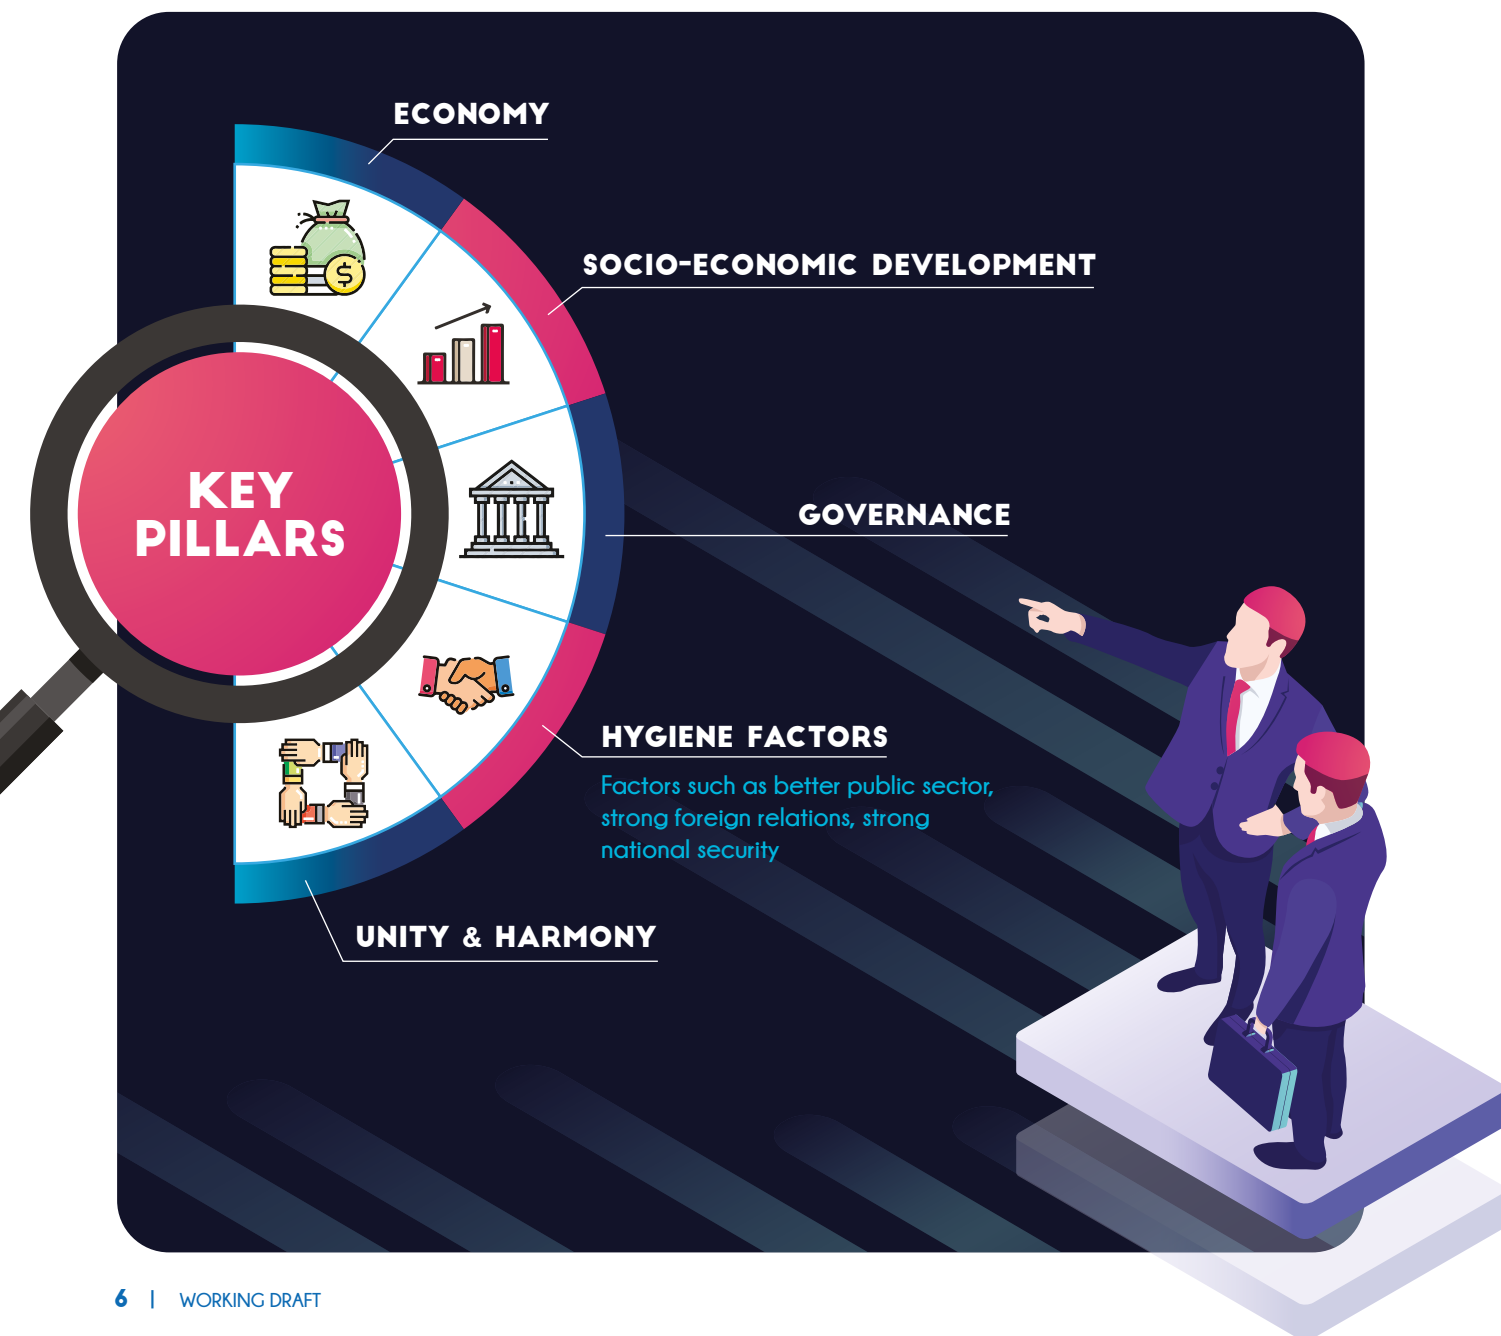 ECONOMY
SOCIO-ECONOMIC DEVELOPMENT
KEY
PILLARS
GOVERNANCE
HYGIENE FACTORS
Factors such as better public sector,
strong foreign relations, strong
national security
UNITY & HARMONY
6 | WORKING DRAFT